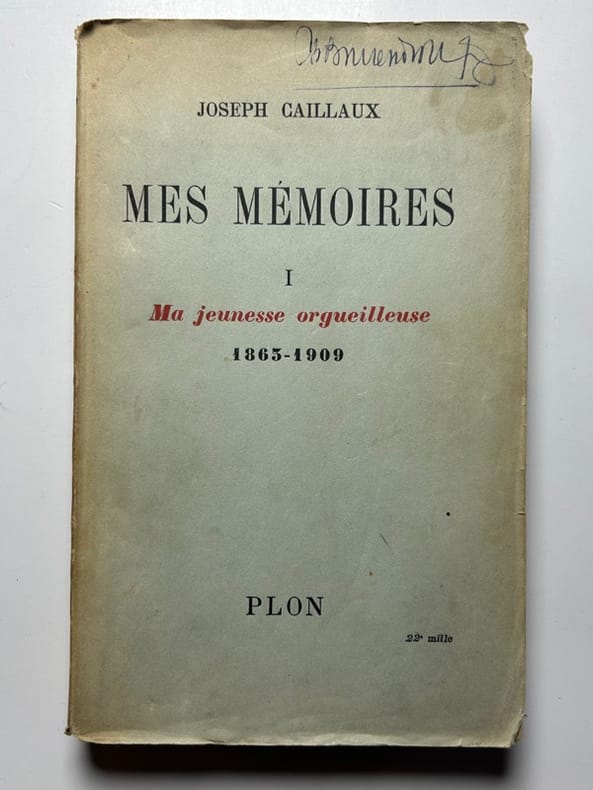 JOSEPH CAILLAUX
MES MÉMOIRES
I
Ma jeunesse orgueilleuse
1863-1909
PLON
22ᵉ mille